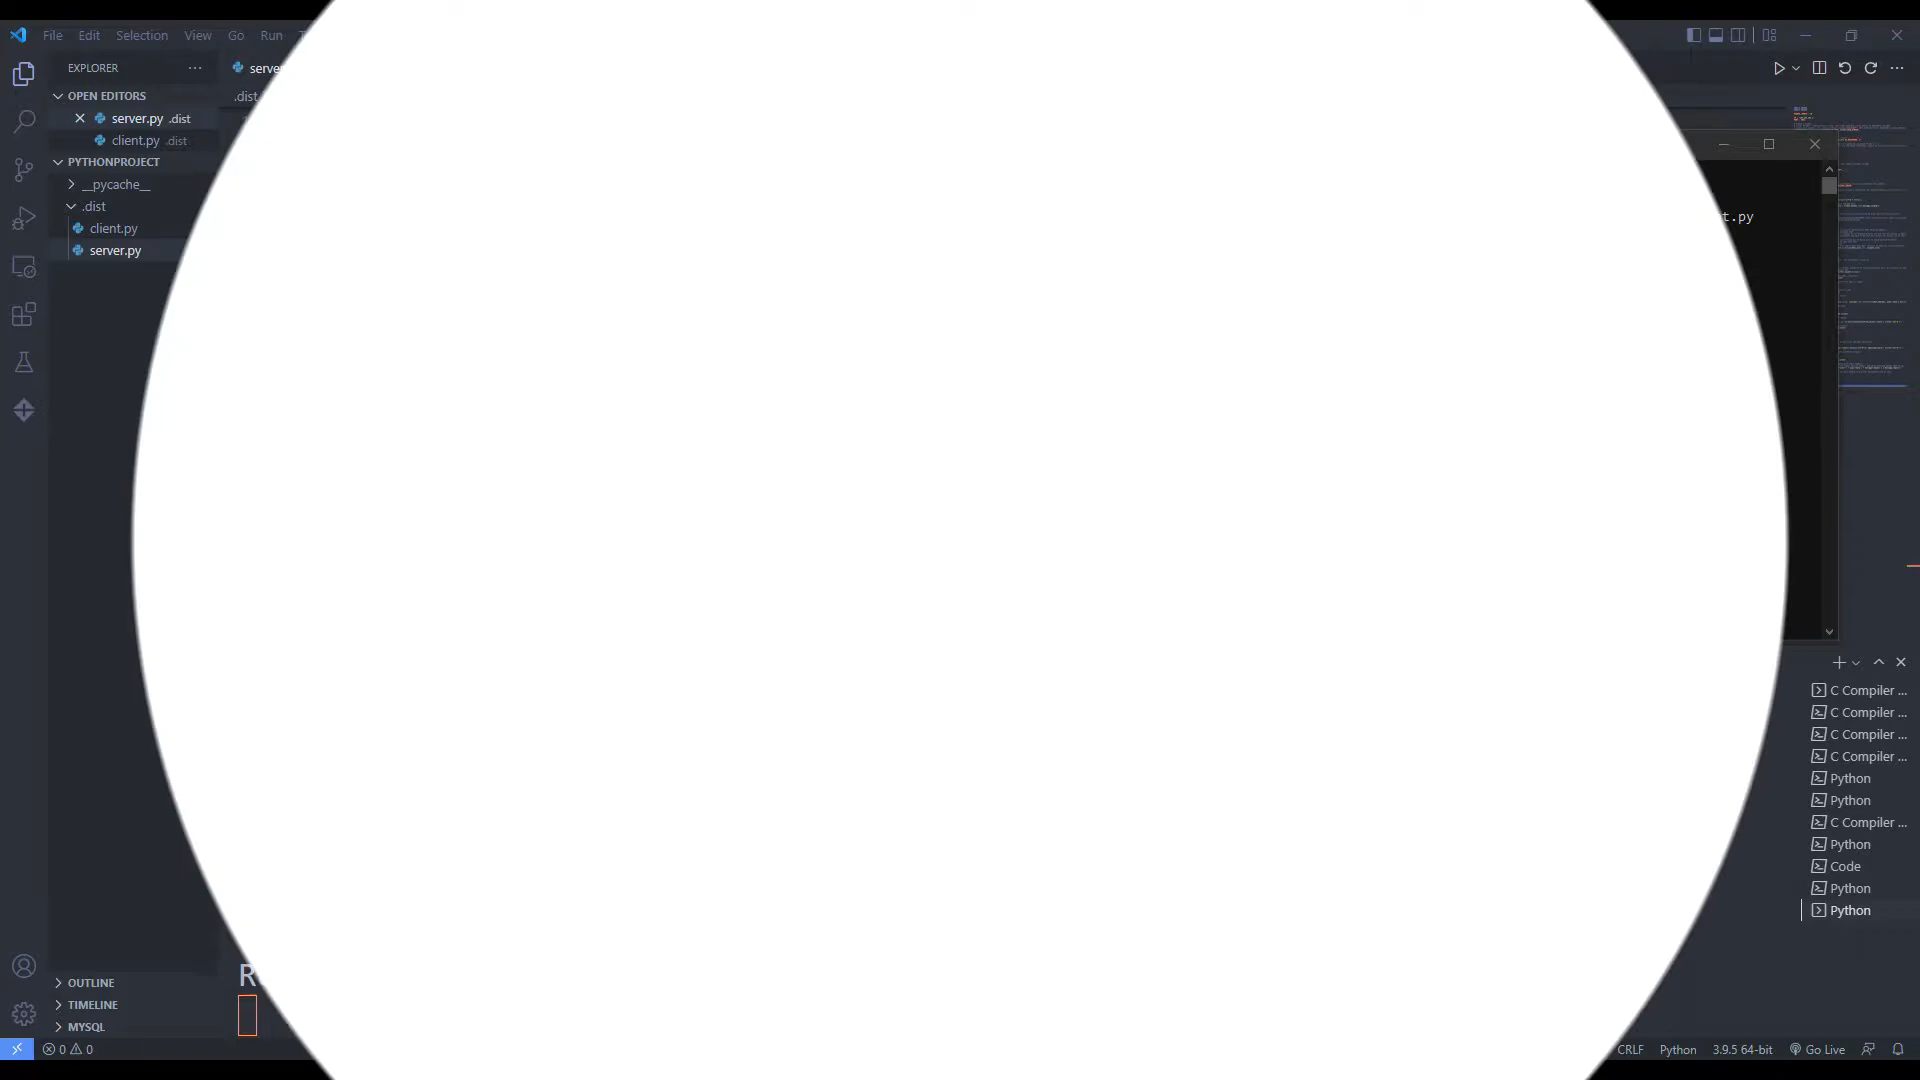 File Edit Selection View Go Run
EXPLORER
OPEN EDITORS
server.py .dist
client.py .dist
PYTHONPROJECT
__pycache__
.dist
client.py
server.py
OUTLINE
TIMELINE
MYSQL
0 0
.dist
t.py
C Compiler ...
C Compiler ...
C Compiler ...
C Compiler ...
Python
Python
C Compiler ...
Python
Code
Python
Python
CRLF Python 3.9.5 64-bit Go Live